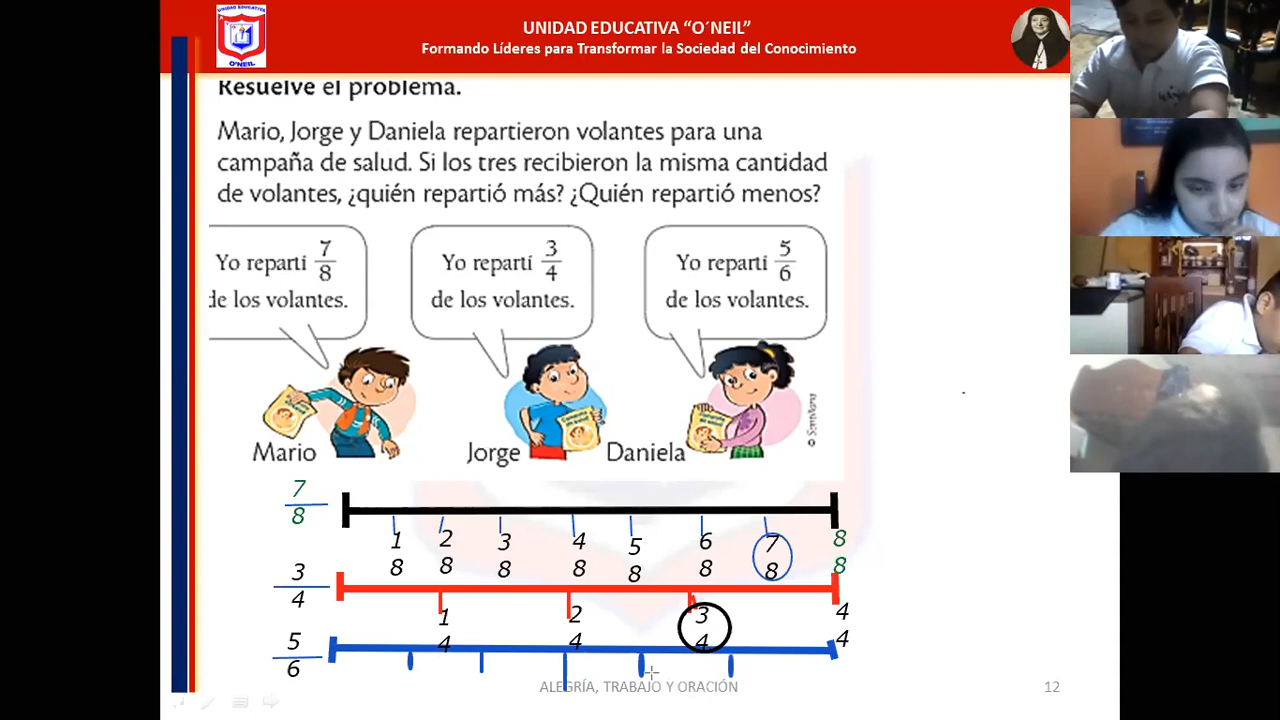 UNIDAD EDUCATIVA “O´NEIL”
Formando Líderes para Transformar la Sociedad del Conocimiento
UNIDAD EDUCATIVA
O'NEIL
Resuelve el problema.
Mario, Jorge y Daniela repartieron volantes para una
campaña de salud. Si los tres recibieron la misma cantidad
de volantes, ¿quién repartió más? ¿Quién repartió menos?
Yo repartí 7/8
de los volantes.
Yo repartí 3/4
de los volantes.
Yo repartí 5/6
de los volantes.
Mario
Jorge
Daniela
© Santillana
7/8
1/8 2/8 3/8 4/8 5/8 6/8 7/8 8/8
3/4
1/4 2/4 3/4 4/4
5/6
ALEGRÍA, TRABAJO Y ORACIÓN
12